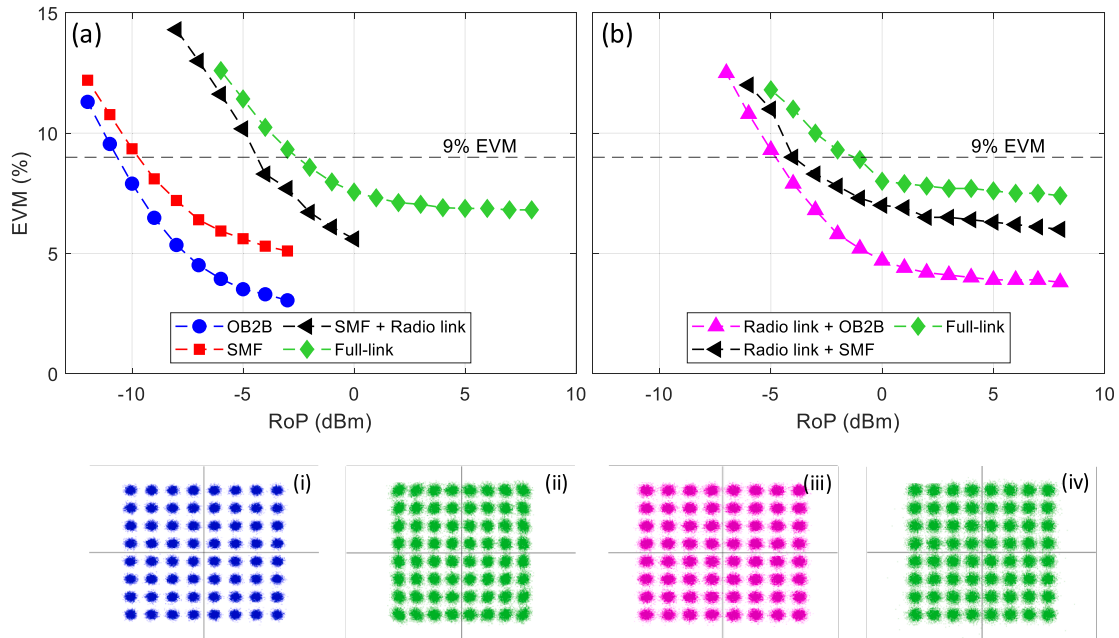 15
(a)
(b)
10
9% EVM
9% EVM
EVM (%)
5
OB2B
SMF + Radio link
SMF
Full-link
Radio link + OB2B
Full-link
Radio link + SMF
0
-10
-5
0
5
10
-10
-5
0
5
10
RoP (dBm)
RoP (dBm)
(i)
(ii)
(iii)
(iv)